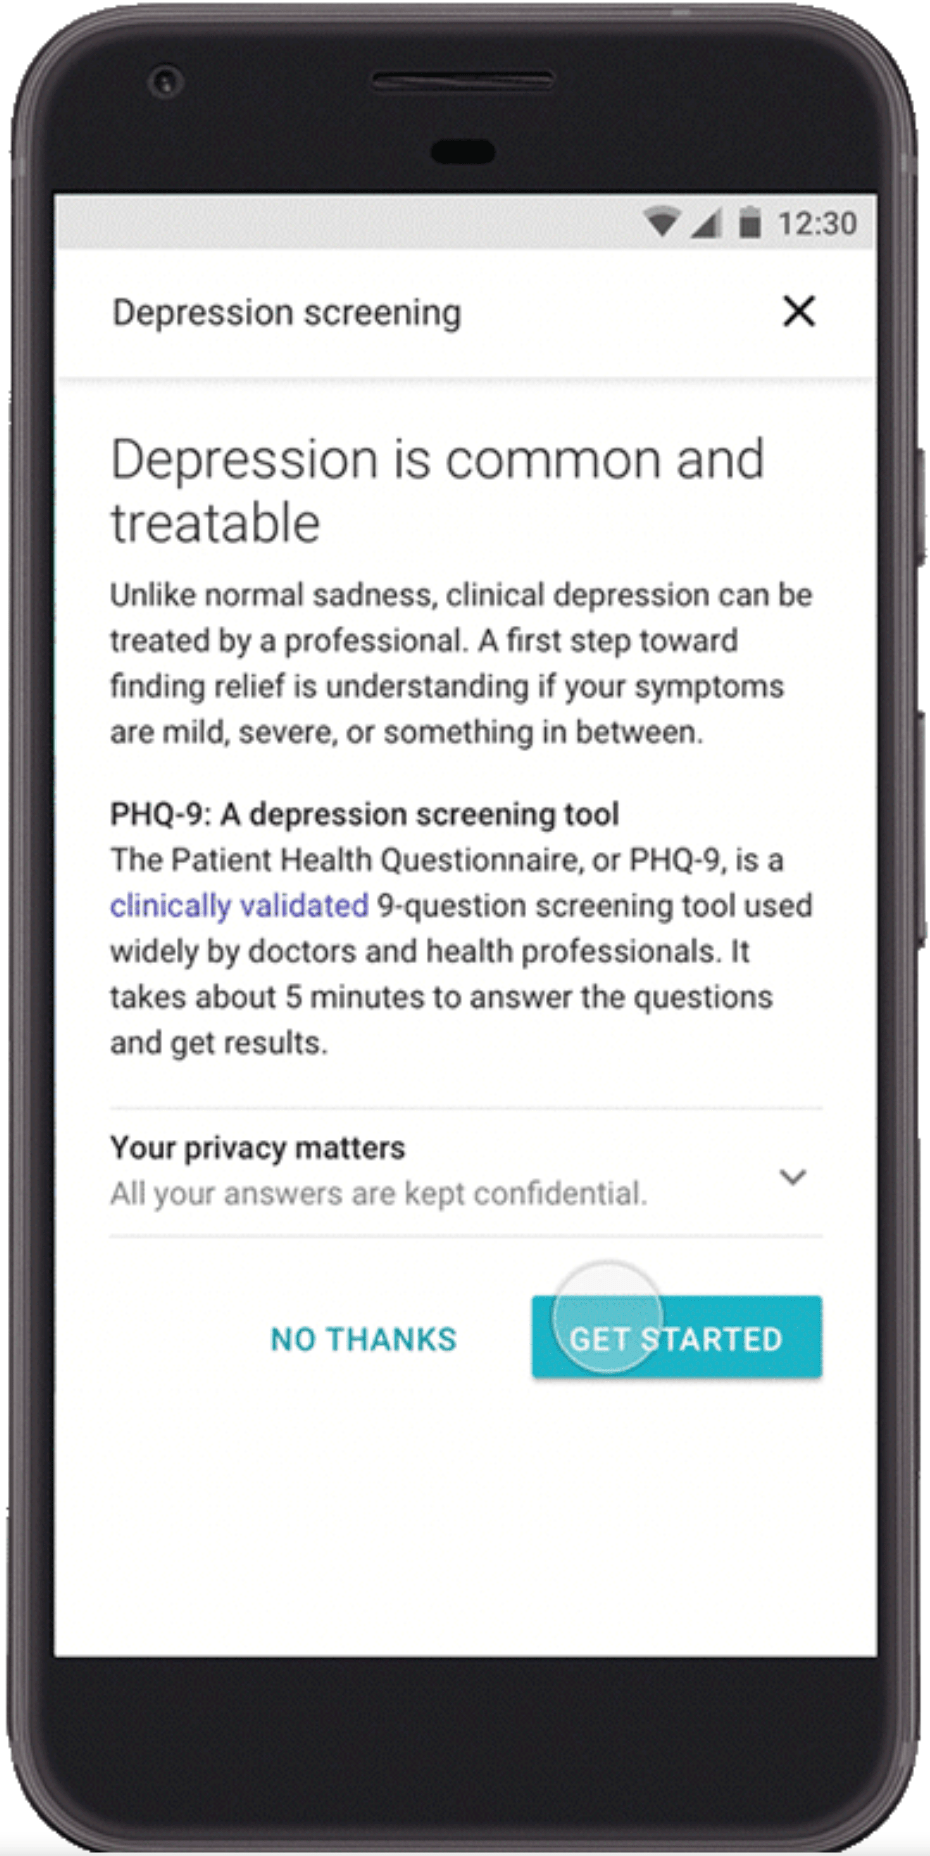 12:30
Depression screening
Depression is common and
treatable
Unlike normal sadness, clinical depression can be
treated by a professional. A first step toward
finding relief is understanding if your symptoms
are mild, severe, or something in between.
PHQ-9: A depression screening tool
The Patient Health Questionnaire, or PHQ-9, is a
clinically validated 9-question screening tool used
widely by doctors and health professionals. It
takes about 5 minutes to answer the questions
and get results.
Your privacy matters
All your answers are kept confidential.
NO THANKS
GET STARTED